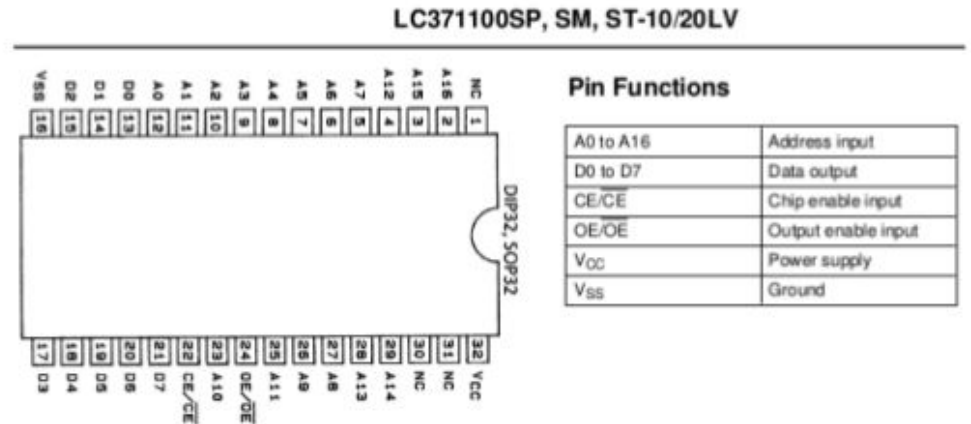 LC371100SP, SM, ST-10/20LV
VSS D2 D1 D0 A0 A1 A2 A3 A4 A5 A6 A7 A12 A15 A16 NC
16 15 14 13 12 11 10 9 8 7 6 5 4 3 2 1
DIP32, SOP32
17 18 19 20 21 22 23 24 25 26 27 28 29 30 31 32
D3 D4 D5 D6 D7 CE/C̅E̅ A10 OE/O̅E̅ A11 A9 A8 A13 A14 NC NC VCC
Pin Functions
A0 to A16 Address input
D0 to D7 Data output
CE/C̅E̅ Chip enable input
OE/O̅E̅ Output enable input
VCC Power supply
VSS Ground